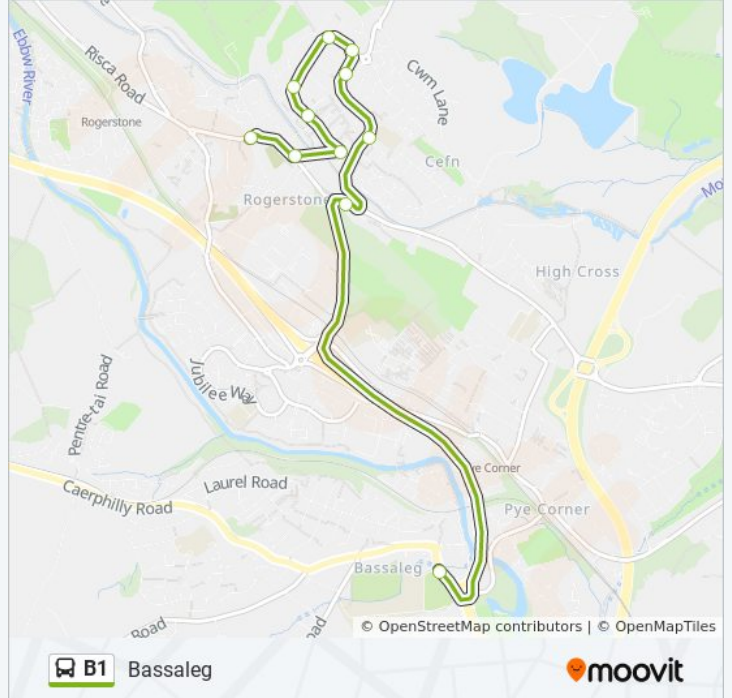 Ebbw River
Risca Road
Cwm Lane
Rogerstone
Cefn
Rogerstone
Mo
High Cross
Jubilee Way
Pentre-tai Road
Pye Corner
Laurel Road
Caerphilly Road
Pye Corner
Bassaleg
Road
© OpenStreetMap contributors | © OpenMapTiles
B1 Bassaleg
moovit